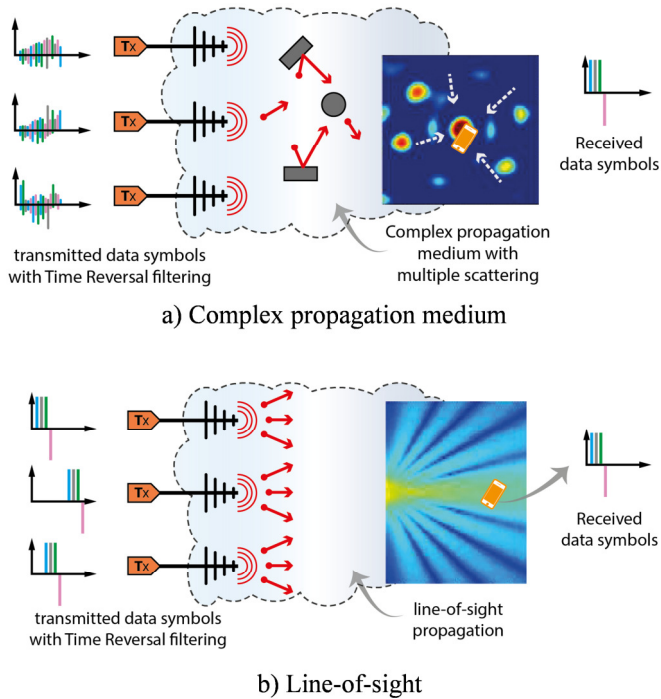 Tx
Tx
Tx
Received
data symbols
transmitted data symbols
with Time Reversal filtering
Complex propagation
medium with
multiple scattering
a) Complex propagation medium
Tx
Tx
Tx
Received
data symbols
transmitted data symbols
with Time Reversal filtering
line-of-sight
propagation
b) Line-of-sight